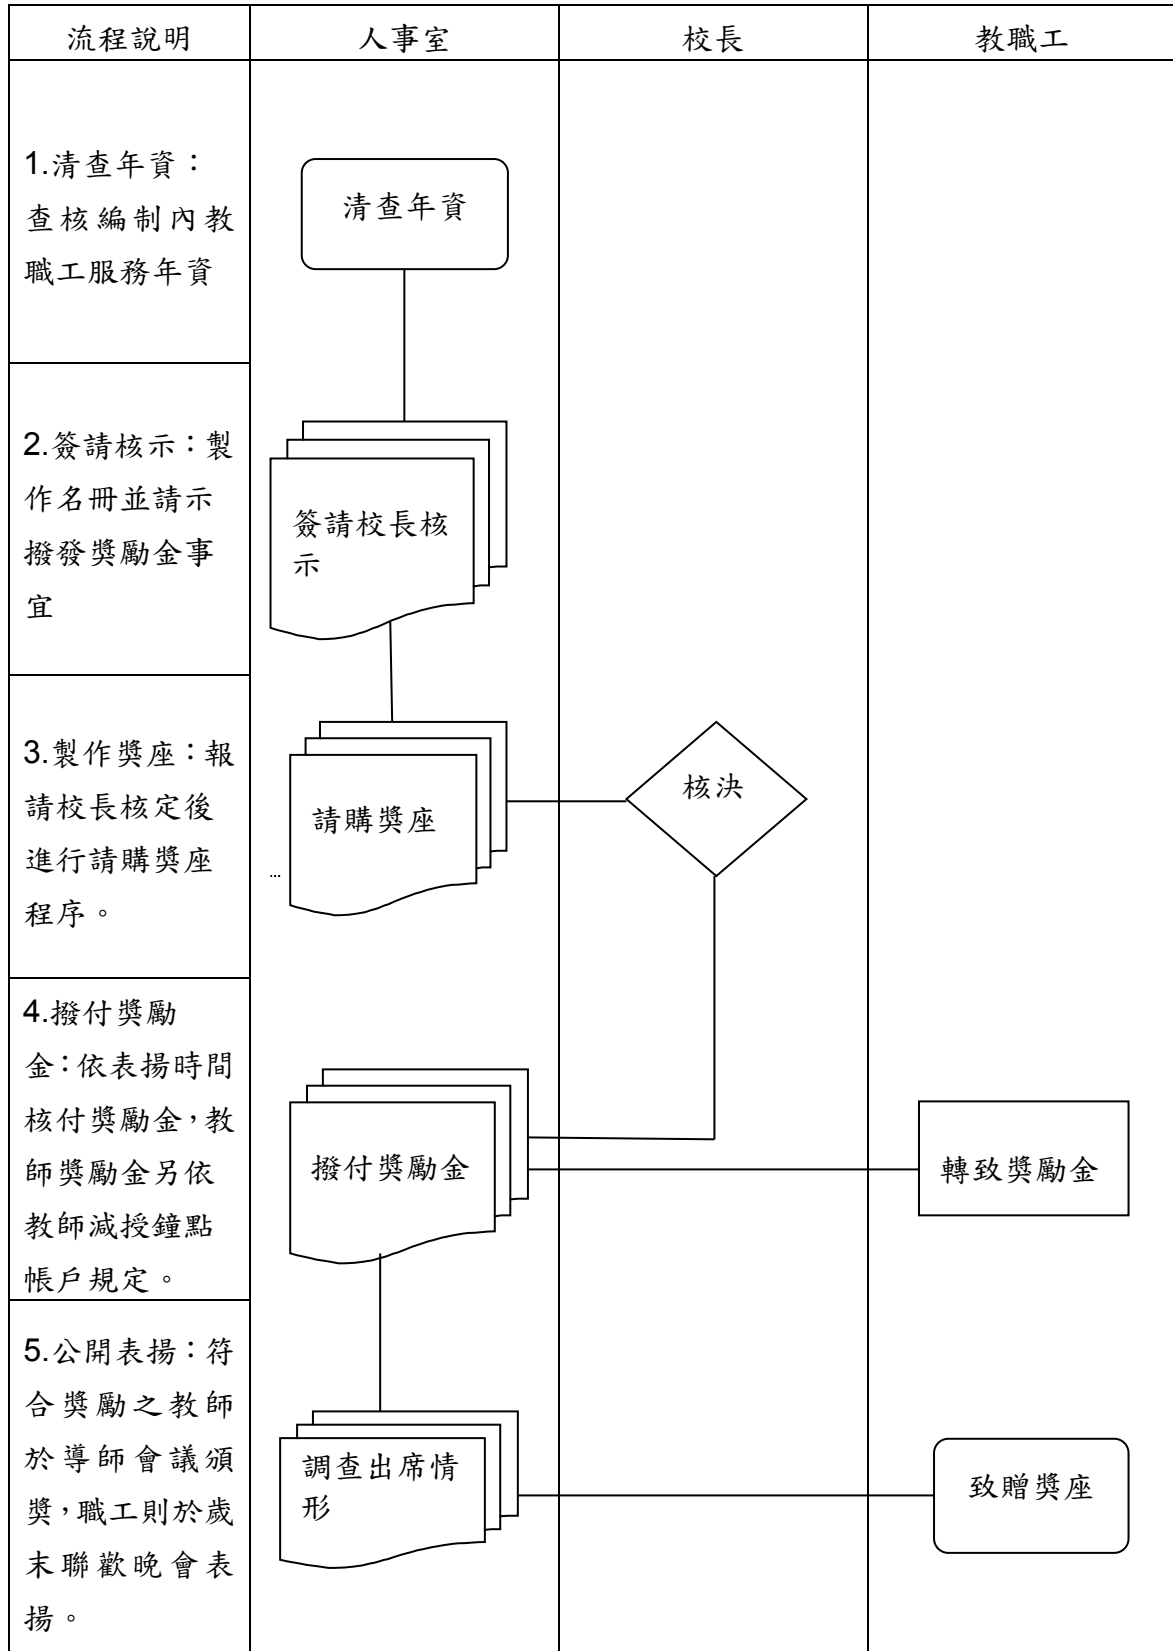 流程說明
人事室
校長
教職工
1.清查年資：
查核編制內教
職工服務年資
清查年資
2.簽請核示：製
作名冊並請示
撥發獎勵金事
宜
簽請校長核
示
3.製作獎座：報
請校長核定後
進行請購獎座
程序。
請購獎座
...
核決
4.撥付獎勵
金：依表揚時間
核付獎勵金，教
師獎勵金另依
教師減授鐘點
帳戶規定。
撥付獎勵金
轉致獎勵金
5.公開表揚：符
合獎勵之教師
於導師會議頒
獎，職工則於歲
末聯歡晚會表
揚。
調查出席情
形
致贈獎座